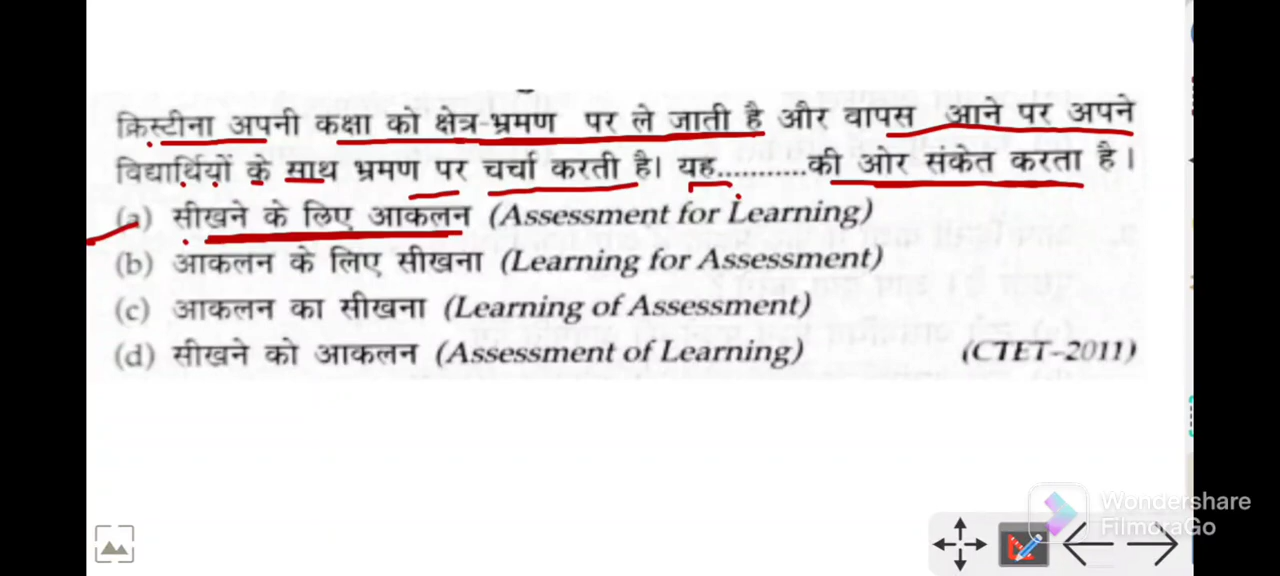 क्रिस्टीना अपनी कक्षा को क्षेत्र-भ्रमण पर ले जाती है और वापस आने पर अपने
विद्यार्थियों के साथ भ्रमण पर चर्चा करती है। यह...........की ओर संकेत करता है।
(a) सीखने के लिए आकलन (Assessment for Learning)
(b) आकलन के लिए सीखना (Learning for Assessment)
(c) आकलन का सीखना (Learning of Assessment)
(d) सीखने को आकलन (Assessment of Learning) (CTET–2011)
Wondershare
FilmoraGo